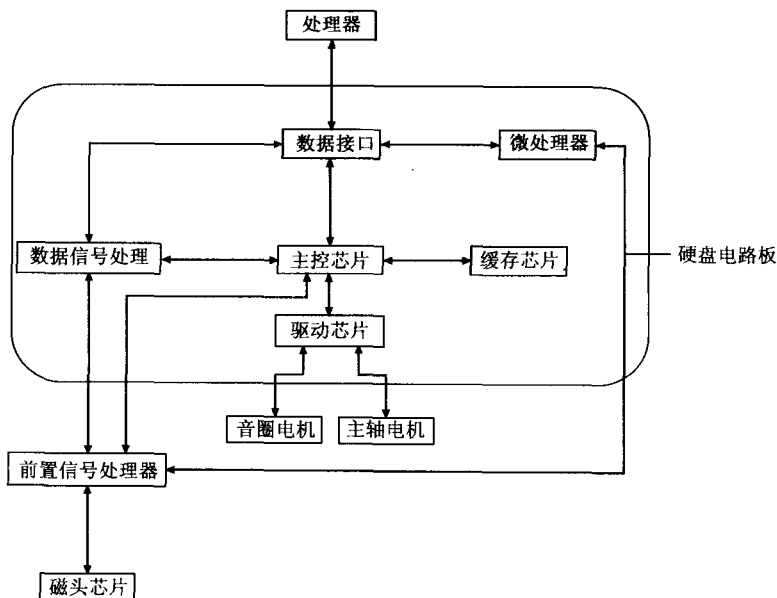 处理器
数据接口
微处理器
数据信号处理
主控芯片
缓存芯片
硬盘电路板
驱动芯片
音圈电机
主轴电机
前置信号处理器
磁头芯片